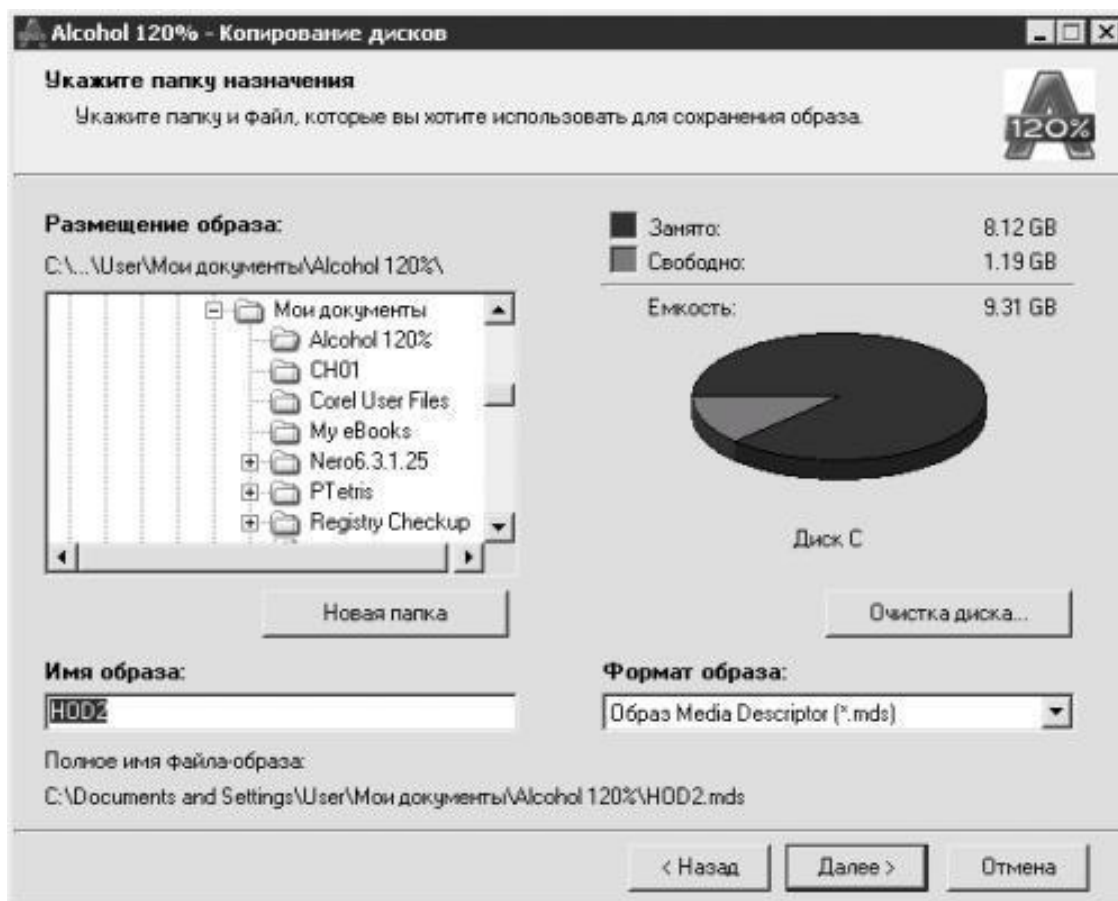 Alcohol 120% - Копирование дисков
Укажите папку назначения
Укажите папку и файл, которые вы хотите использовать для сохранения образа.
120%
Размещение образа:
C:\...\User\Мои документы\Alcohol 120%\
Мои документы
Alcohol 120%
CH01
Corel User Files
My eBooks
Nero6.3.1.25
PTetris
Registry Checkup
Новая папка
Занято: 8.12 GB
Свободно: 1.19 GB
Емкость: 9.31 GB
Диск C
Очистка диска...
Имя образа:
HOD2
Формат образа:
Образ Media Descriptor (*.mds)
Полное имя файла-образа:
C:\Documents and Settings\User\Мои документы\Alcohol 120%\HOD2.mds
< Назад
Далее >
Отмена